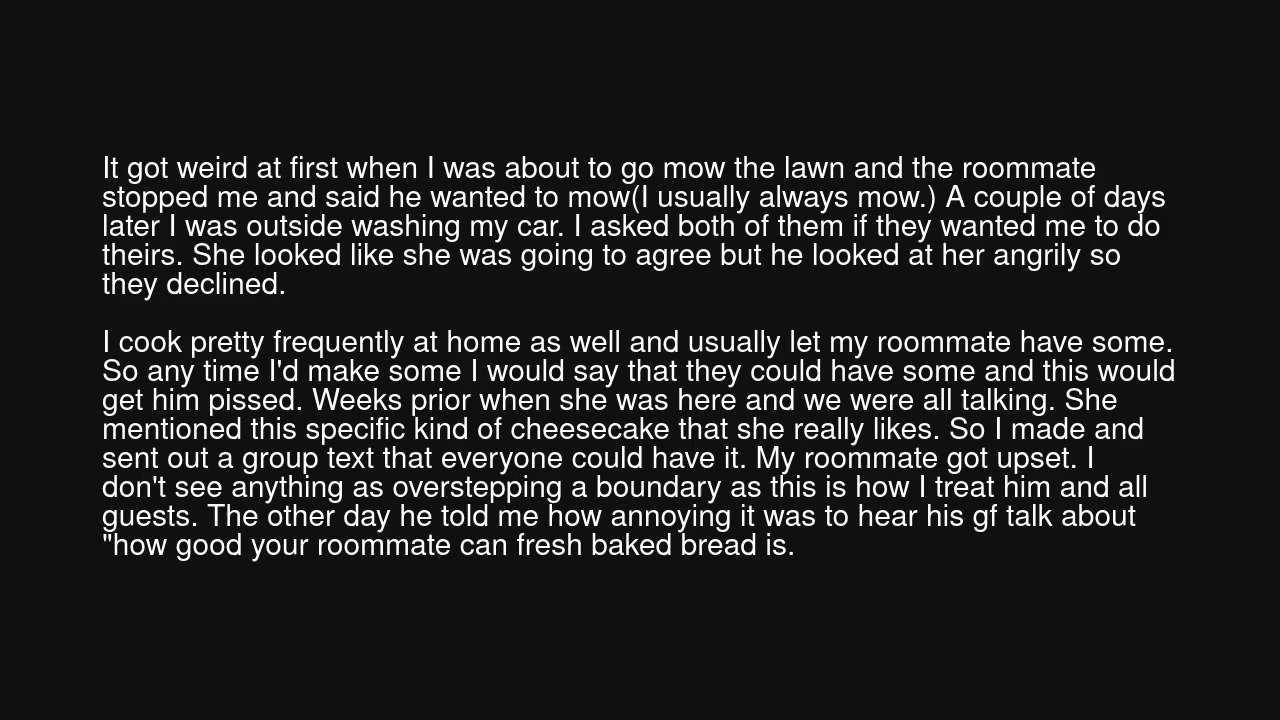 It got weird at first when I was about to go mow the lawn and the roommate
stopped me and said he wanted to mow(I usually always mow.) A couple of days
later I was outside washing my car. I asked both of them if they wanted me to do
theirs. She looked like she was going to agree but he looked at her angrily so
they declined.

I cook pretty frequently at home as well and usually let my roommate have some.
So any time I'd make some I would say that they could have some and this would
get him pissed. Weeks prior when she was here and we were all talking. She
mentioned this specific kind of cheesecake that she really likes. So I made and
sent out a group text that everyone could have it. My roommate got upset. I
don't see anything as overstepping a boundary as this is how I treat him and all
guests. The other day he told me how annoying it was to hear his gf talk about
"how good your roommate can fresh baked bread is.